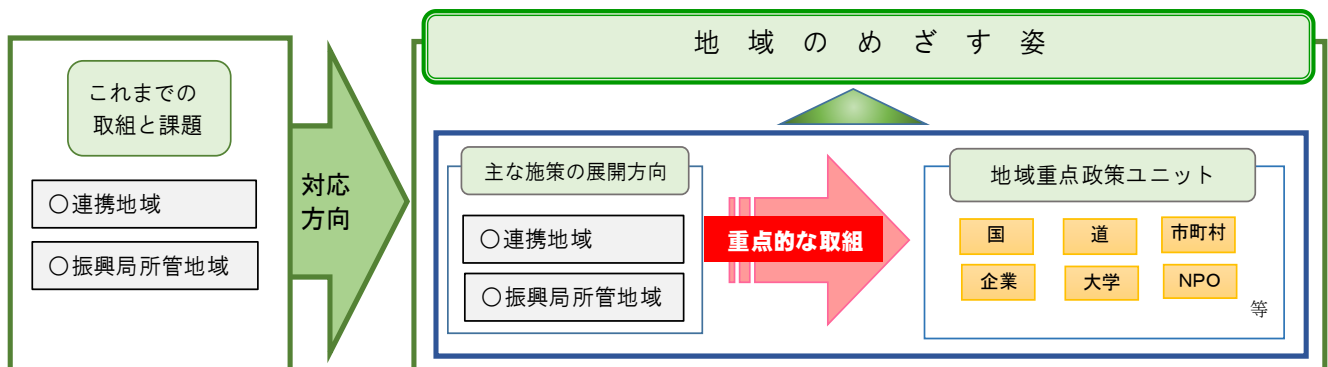 地域のめざす姿
これまでの
取組と課題
〇連携地域
〇振興局所管地域
対応
方向
主な施策の展開方向
〇連携地域
〇振興局所管地域
重点的な取組
地域重点政策ユニット
国
道
市町村
企業
大学
NPO
等